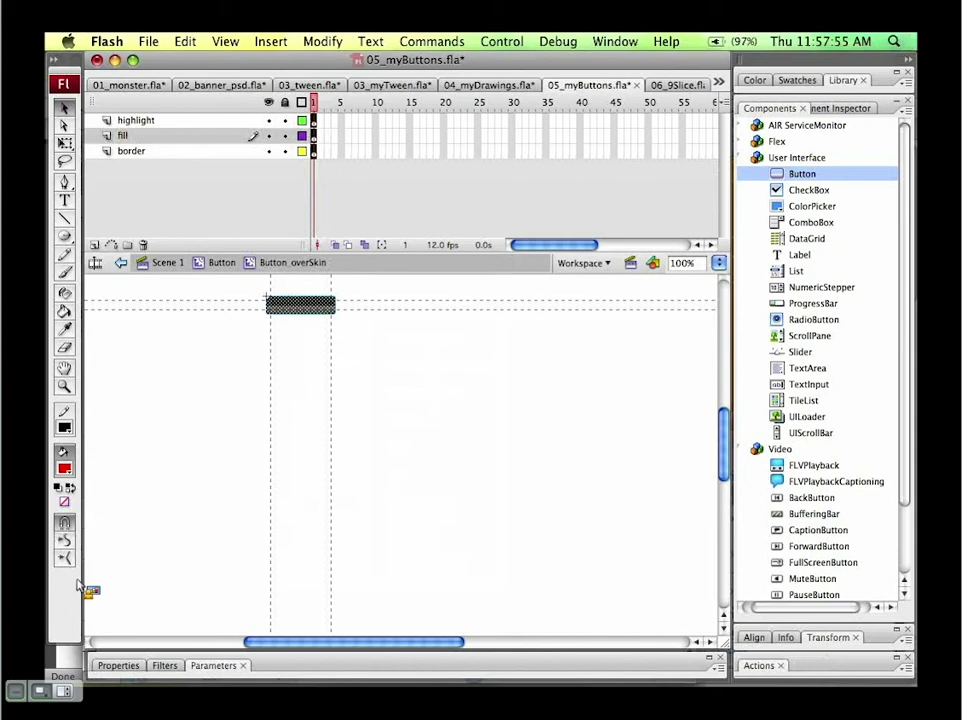 Flash File Edit View Insert Modify Text Commands Control Debug Window Help (97%) Thu 11:57:55 AM
05_myButtons.fla*
Fl
01_monster.fla* 02_banner_psd.fla* 03_tween.fla* 03_myTween.fla* 04_myDrawings.fla* 05_myButtons.fla* 06_9Slice.fla
1 5 10 15 20 25 30 35 40 45 50 55
highlight
fill
border
1 12.0 fps 0.0s
Scene 1 Button Button_overSkin Workspace 100%
Properties Filters Parameters
Done
Color Swatches Library
Components nent Inspector
AIR ServiceMonitor
Flex
User Interface
Button
CheckBox
ColorPicker
ComboBox
DataGrid
Label
List
NumericStepper
ProgressBar
RadioButton
ScrollPane
Slider
TextArea
TextInput
TileList
UILoader
UIScrollBar
Video
FLVPlayback
FLVPlaybackCaptioning
BackButton
BufferingBar
CaptionButton
ForwardButton
FullScreenButton
MuteButton
PauseButton
Align Info Transform
Actions